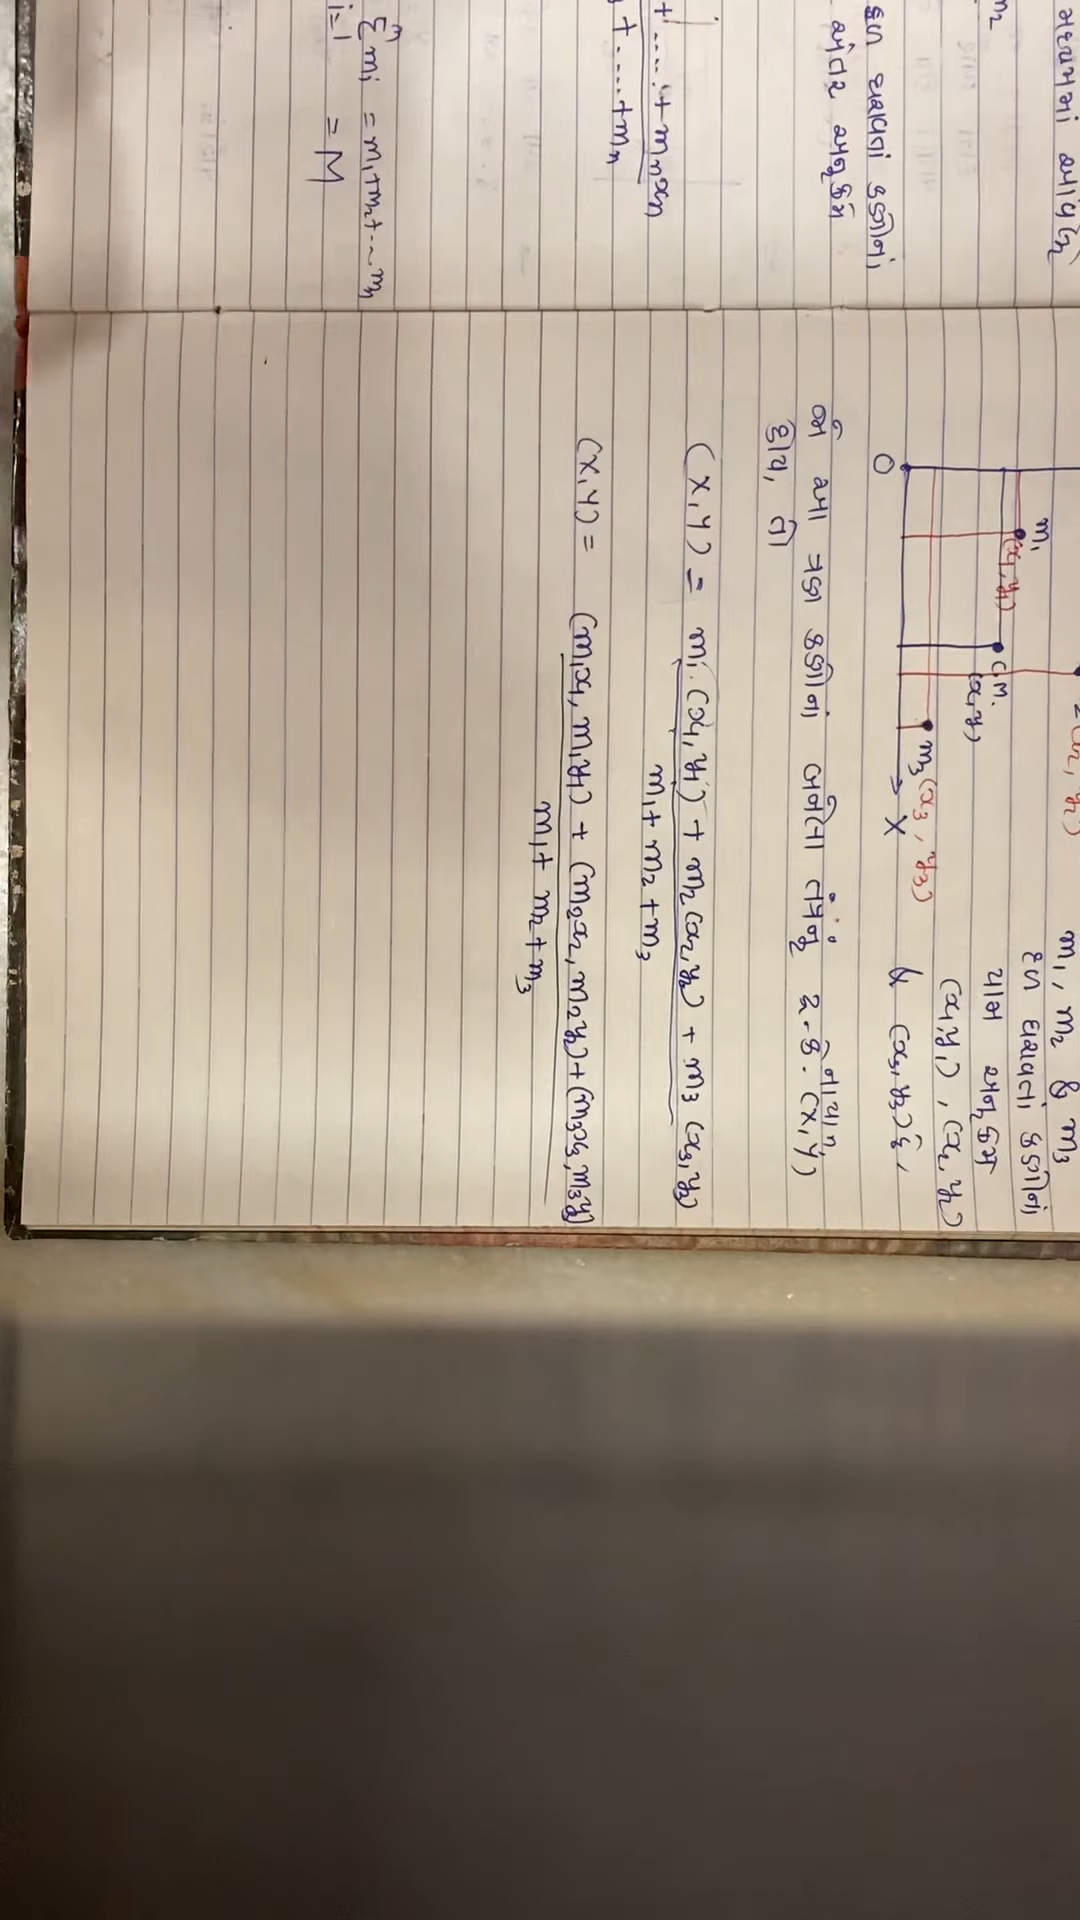 મધ્યમમાં આવેલું
m₂
દળ ધરાવતાં કણોનાં
અંતર અનુક્રમે
+ ..... + mₙxₙ
+ ..... + mₙ
n
Σ mᵢ = m₁+m₂+...mₙ
i=1
= M
m₁, m₂ & m₃
દળ ધરાવતાં કણોનાં
યામ અનુક્રમે
(x₁,y₁), (x₂,y₂)
& (x₃,y₃) છે,
m₁
(x₁,y₁)
C.M.
(x,y)
m₃ (x₃, y₃)
O
X
જો આ ત્રણ કણોનાં બનેલા તંત્રનું દ.કે. (X,Y)
હોય, તો
(X,Y) = m₁(x₁,y₁) + m₂(x₂,y₂) + m₃(x₃,y₃)
m₁ + m₂ + m₃
(X,Y) = (m₁x₁, m₁y₁) + (m₂x₂, m₂y₂) + (m₃x₃, m₃y₃)
m₁ + m₂ + m₃